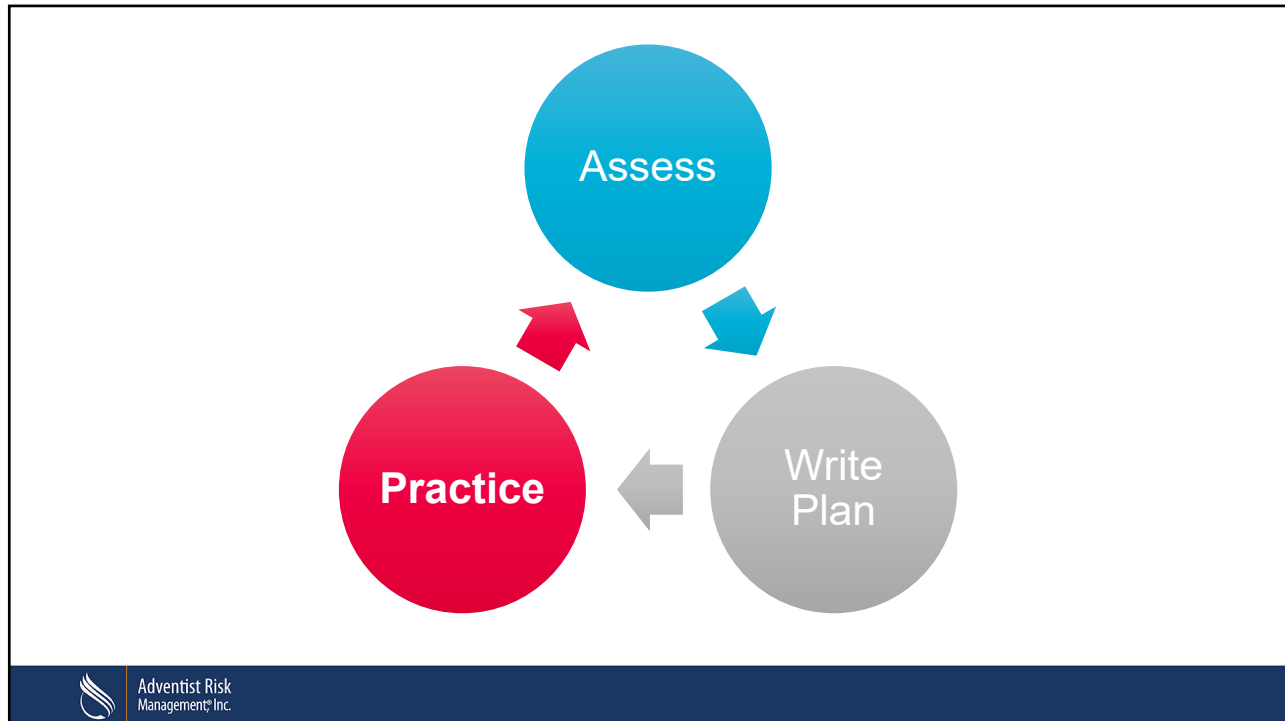 Assess
Write
Plan
Practice
Adventist Risk
Management,® Inc.